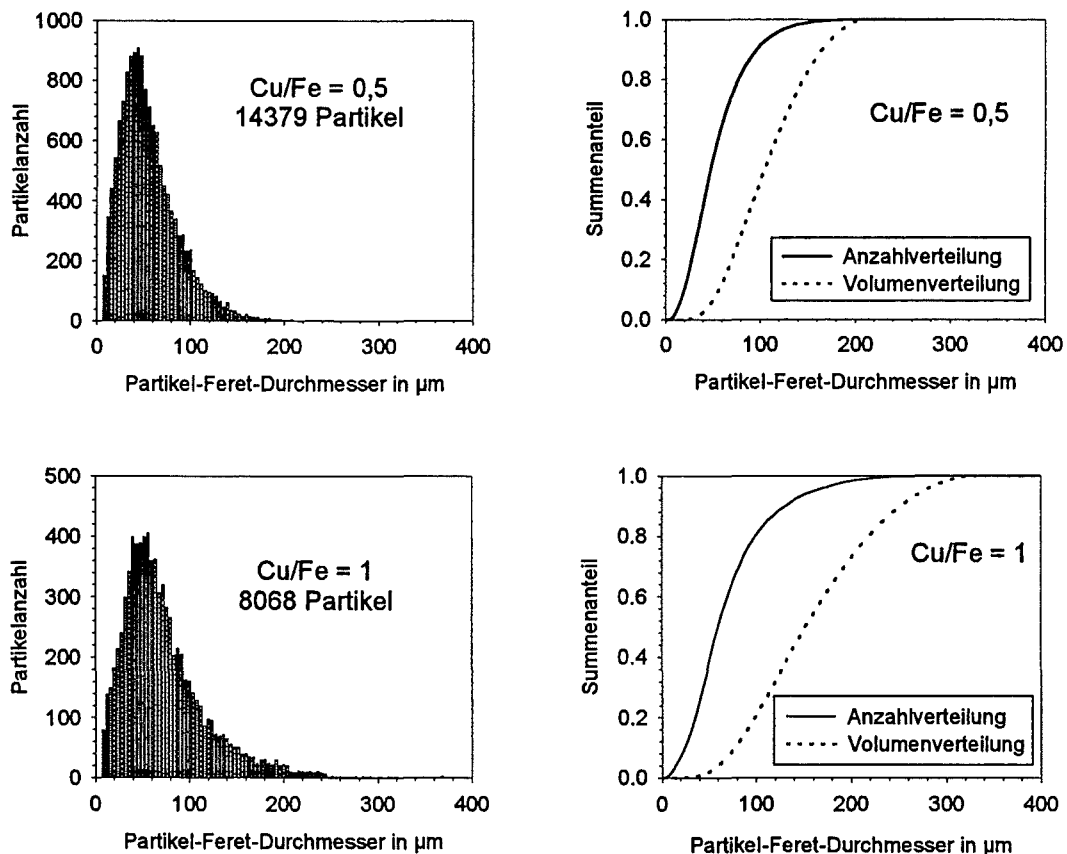 1000
800
600
400
200
0
Partikelanzahl
Cu/Fe = 0,5
14379 Partikel
0 100 200 300 400
Partikel-Feret-Durchmesser in µm
1.0
0.8
0.6
0.4
0.2
0.0
Summenanteil
Cu/Fe = 0,5
Anzahlverteilung
Volumenverteilung
0 100 200 300 400
Partikel-Feret-Durchmesser in µm
500
400
300
200
100
0
Partikelanzahl
Cu/Fe = 1
8068 Partikel
0 100 200 300 400
Partikel-Feret-Durchmesser in µm
1.0
0.8
0.6
0.4
0.2
0.0
Summenanteil
Cu/Fe = 1
Anzahlverteilung
Volumenverteilung
0 100 200 300 400
Partikel-Feret-Durchmesser in µm